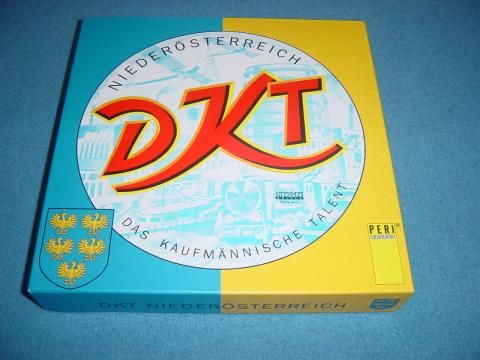 NIEDERÖSTERREICH
DKT
DAS KAUFMÄNNISCHE TALENT
PERI
DKT NIEDERÖSTERREICH